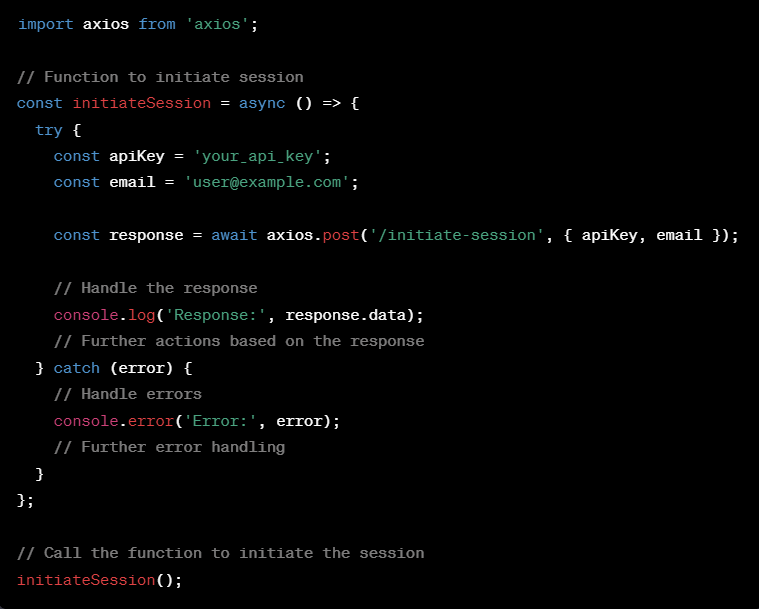 import axios from 'axios';
// Function to initiate session
const initiateSession = async () => {
  try {
    const apiKey = 'your_api_key';
    const email = 'user@example.com';
    const response = await axios.post('/initiate-session', { apiKey, email });
    // Handle the response
    console.log('Response:', response.data);
    // Further actions based on the response
  } catch (error) {
    // Handle errors
    console.error('Error:', error);
    // Further error handling
  }
};
// Call the function to initiate the session
initiateSession();